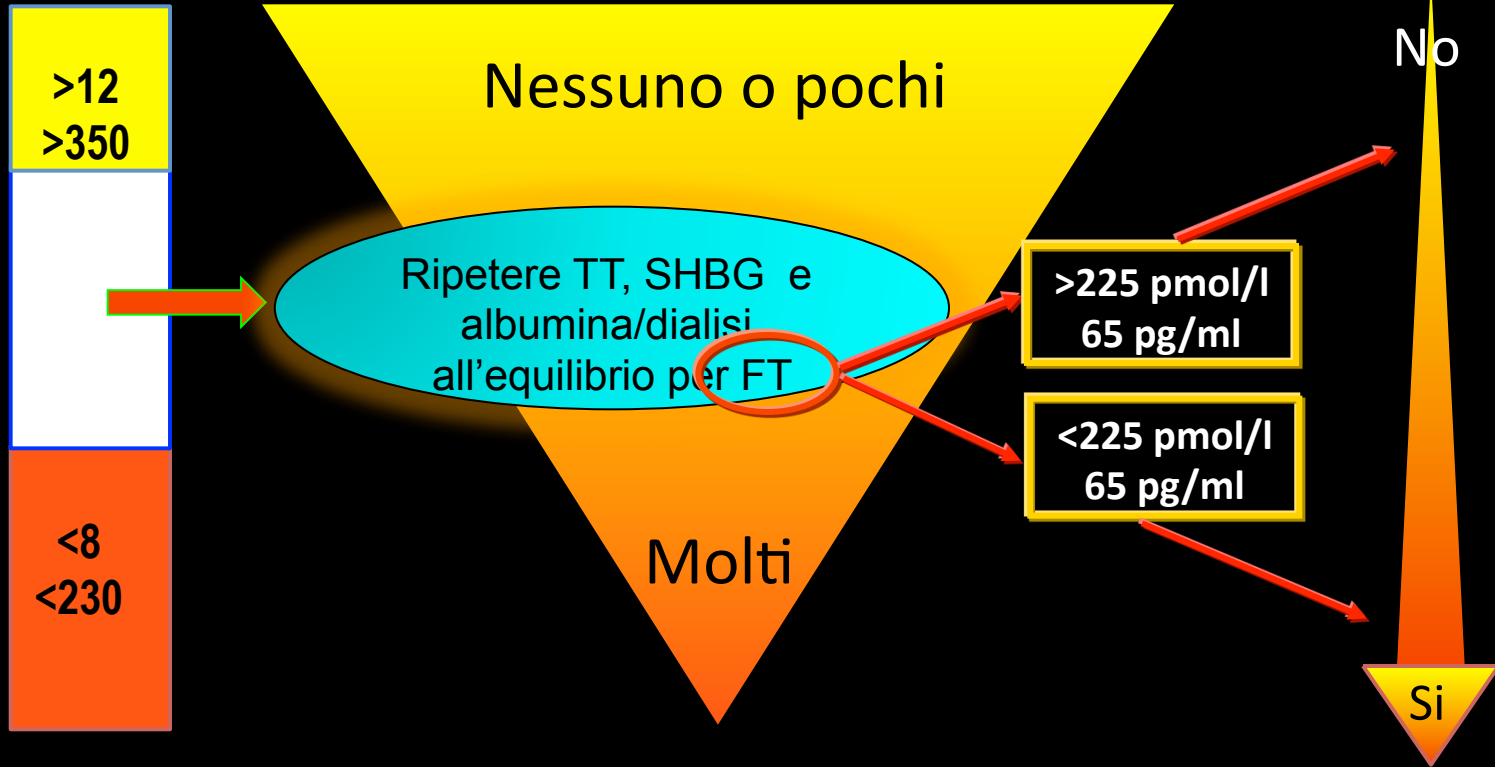 >12
>350
<8
<230
Nessuno o pochi
Ripetere TT, SHBG e
albumina/dialisi
all’equilibrio per FT
Molti
>225 pmol/l
65 pg/ml
<225 pmol/l
65 pg/ml
No
Si